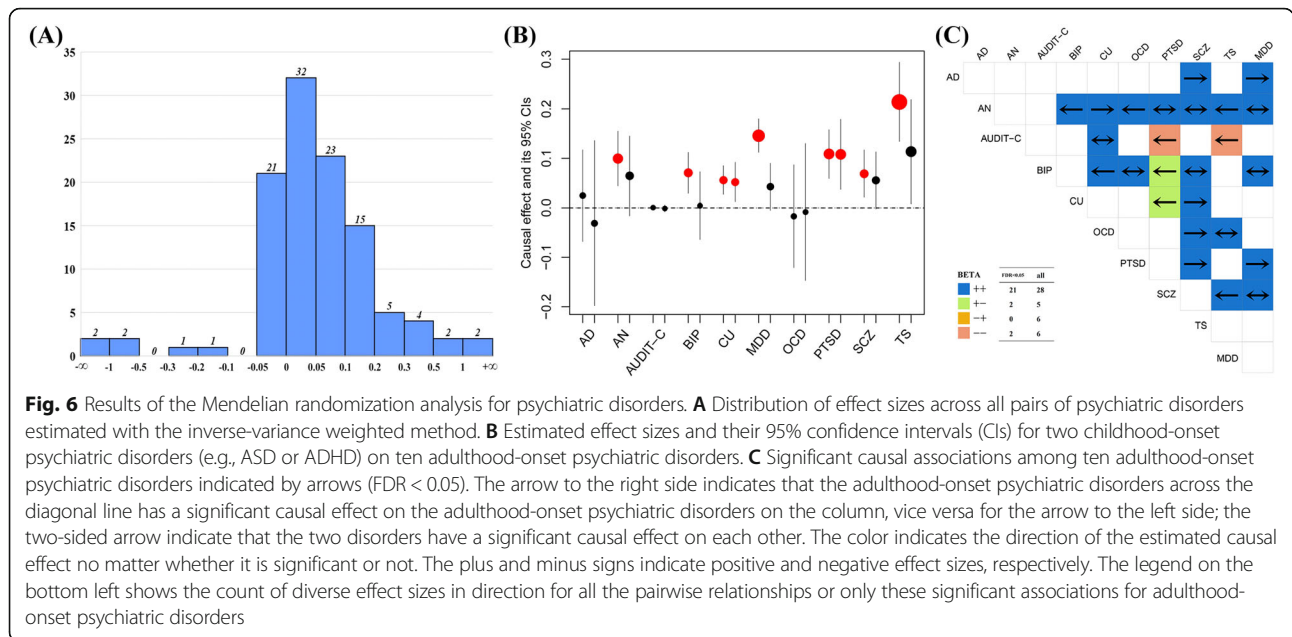 (A)
35
30
25
20
15
10
5
0
2 2 0 1 1 0 21 32 23 15 5 4 2 2
-∞ -1 -0.5 -0.3 -0.2 -0.1 -0.05 0 0.05 0.1 0.2 0.3 0.5 1 +∞
(B)
Causal effect and its 95% CIs
0.3
0.2
0.1
0.0
-0.1
-0.2
AD AN AUDIT-C BIP CU MDD OCD PTSD SCZ TS
(C)
AD AN AUDIT-C BIP CU OCD PTSD SCZ TS MDD
AD
AN
AUDIT-C
BIP
CU
OCD
PTSD
SCZ
TS
MDD
BETA FDR<0.05 all
++ 21 28
+- 2 5
-+ 0 6
-- 2 6
Fig. 6 Results of the Mendelian randomization analysis for psychiatric disorders. A Distribution of effect sizes across all pairs of psychiatric disorders
estimated with the inverse-variance weighted method. B Estimated effect sizes and their 95% confidence intervals (CIs) for two childhood-onset
psychiatric disorders (e.g., ASD or ADHD) on ten adulthood-onset psychiatric disorders. C Significant causal associations among ten adulthood-onset
psychiatric disorders indicated by arrows (FDR < 0.05). The arrow to the right side indicates that the adulthood-onset psychiatric disorders across the
diagonal line has a significant causal effect on the adulthood-onset psychiatric disorders on the column, vice versa for the arrow to the left side; the
two-sided arrow indicate that the two disorders have a significant causal effect on each other. The color indicates the direction of the estimated causal
effect no matter whether it is significant or not. The plus and minus signs indicate positive and negative effect sizes, respectively. The legend on the
bottom left shows the count of diverse effect sizes in direction for all the pairwise relationships or only these significant associations for adulthood-
onset psychiatric disorders